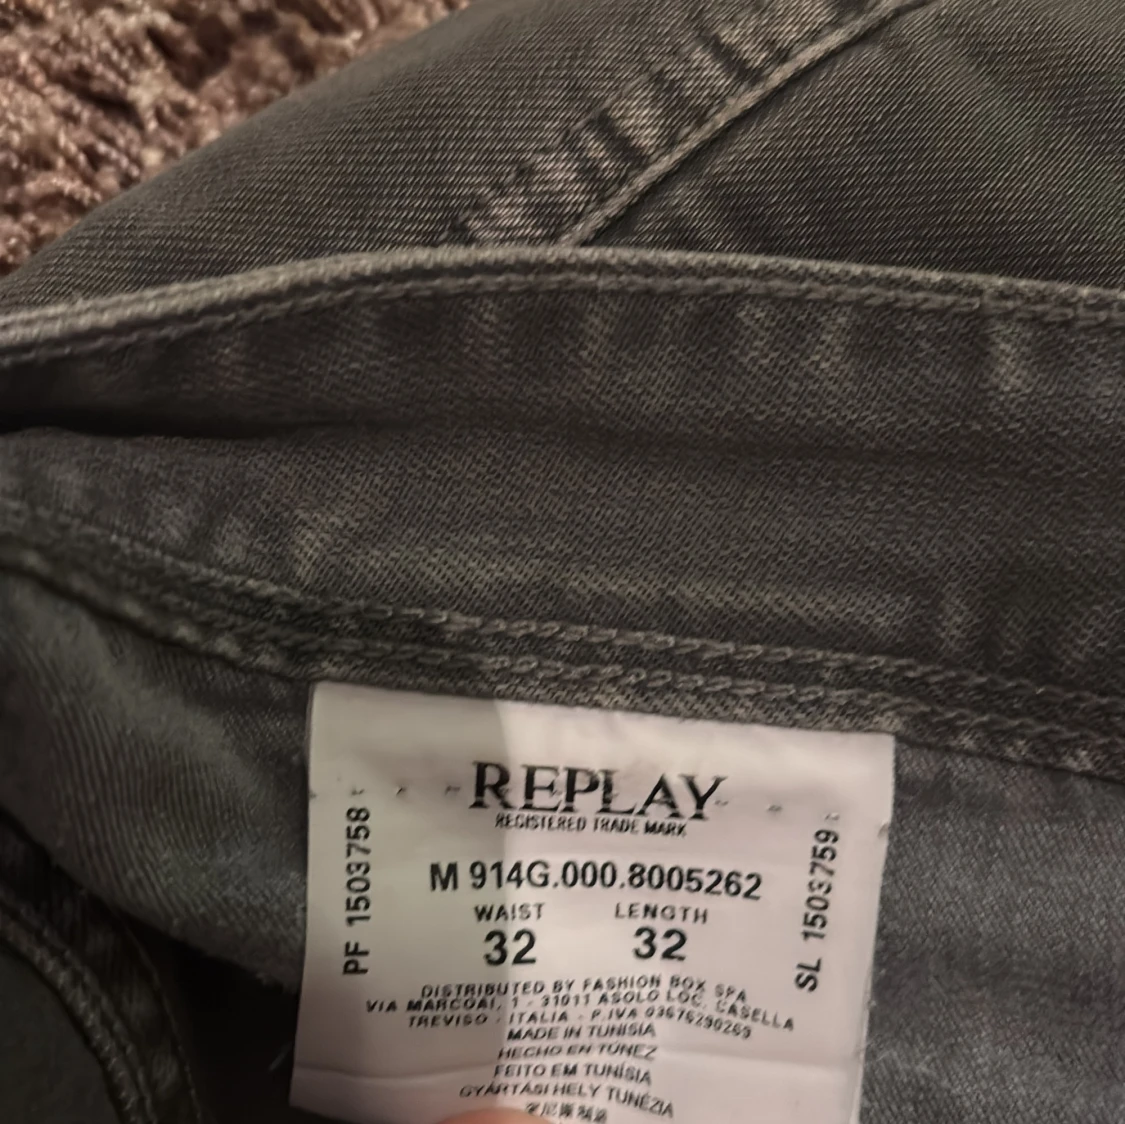 REPLAY
REGISTERED TRADE MARK
PF 1503758
M 914G.000.8005262
SL 1503759
WAIST LENGTH
32 32
DISTRIBUTED BY FASHION BOX SPA
VIA MARCOAI, 1 - 31011 ASOLO LOC. CASELLA
TREVISO - ITALIA - P.IVA 03676290269
MADE IN TUNISIA
HECHO EN TÚNEZ
FEITO EM TUNÍSIA
GYÁRTÁSI HELY TUNÉZIA